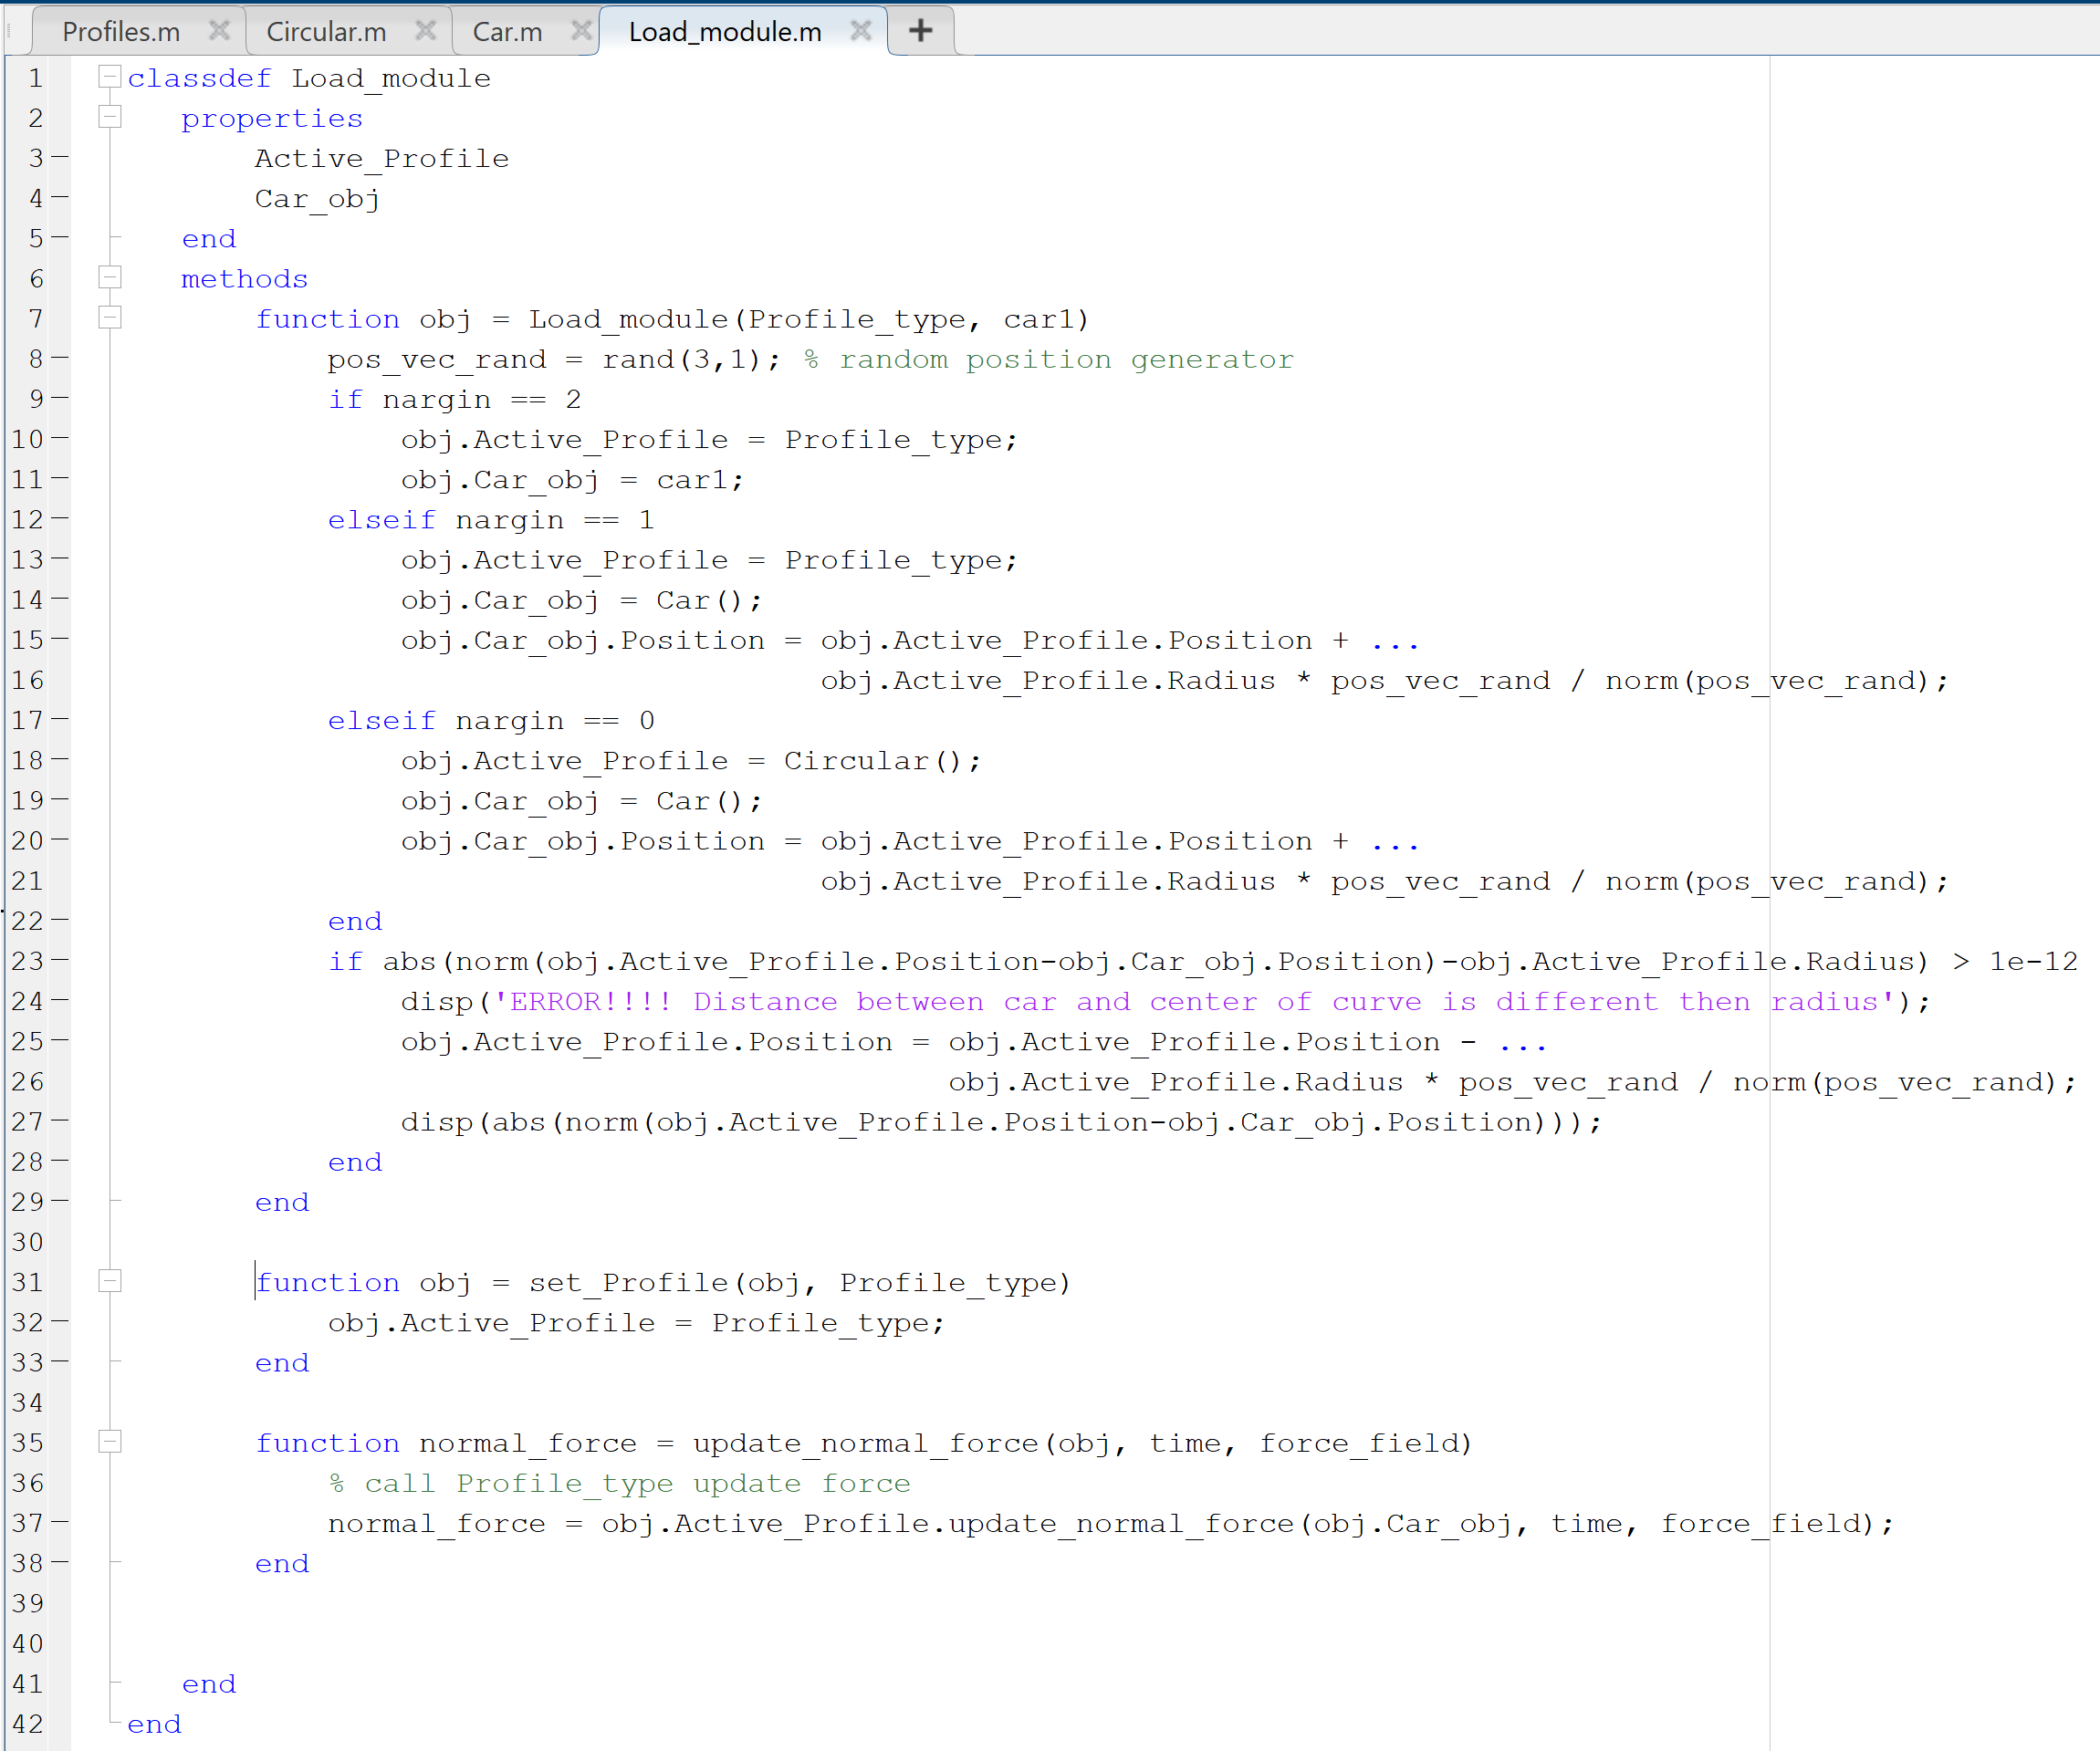 Profiles.m Circular.m Car.m Load_module.m +
1 classdef Load_module
2 properties
3 Active_Profile
4 Car_obj
5 end
6 methods
7 function obj = Load_module(Profile_type, car1)
8 pos_vec_rand = rand(3,1); % random position generator
9 if nargin == 2
10 obj.Active_Profile = Profile_type;
11 obj.Car_obj = car1;
12 elseif nargin == 1
13 obj.Active_Profile = Profile_type;
14 obj.Car_obj = Car();
15 obj.Car_obj.Position = obj.Active_Profile.Position + ...
16 obj.Active_Profile.Radius * pos_vec_rand / norm(pos_vec_rand);
17 elseif nargin == 0
18 obj.Active_Profile = Circular();
19 obj.Car_obj = Car();
20 obj.Car_obj.Position = obj.Active_Profile.Position + ...
21 obj.Active_Profile.Radius * pos_vec_rand / norm(pos_vec_rand);
22 end
23 if abs(norm(obj.Active_Profile.Position-obj.Car_obj.Position)-obj.Active_Profile.Radius) > 1e-12
24 disp('ERROR!!!! Distance between car and center of curve is different then radius');
25 obj.Active_Profile.Position = obj.Active_Profile.Position - ...
26 obj.Active_Profile.Radius * pos_vec_rand / norm(pos_vec_rand);
27 disp(abs(norm(obj.Active_Profile.Position-obj.Car_obj.Position)));
28 end
29 end
30
31 function obj = set_Profile(obj, Profile_type)
32 obj.Active_Profile = Profile_type;
33 end
34
35 function normal_force = update_normal_force(obj, time, force_field)
36 % call Profile_type update force
37 normal_force = obj.Active_Profile.update_normal_force(obj.Car_obj, time, force_field);
38 end
39
40
41 end
42 end